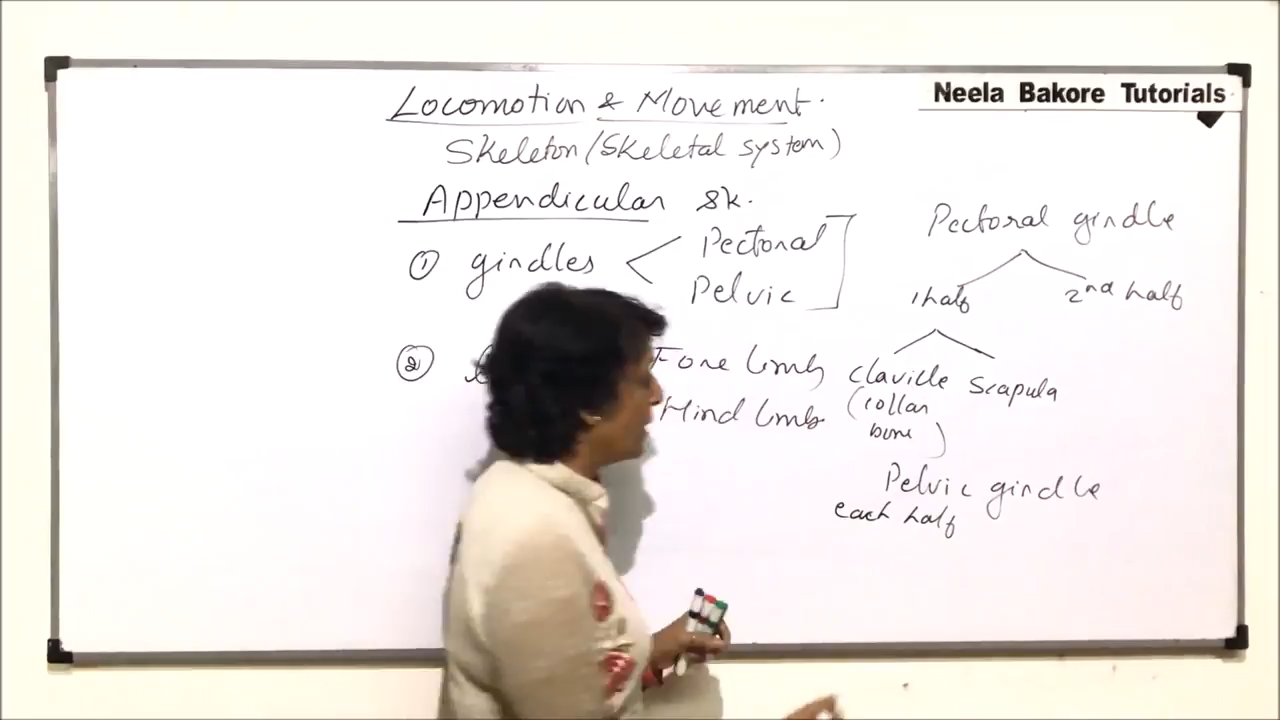 Neela Bakore Tutorials
Locomotion & Movement.
Skeleton (Skeletal system)
Appendicular sk.
① girdles
Pectoral
Pelvic
②
Fore limb
Hind limb
Pectoral girdle
1 half
2nd half
Claville
Scapula
(collar
bone)
Pelvic girdle
each half